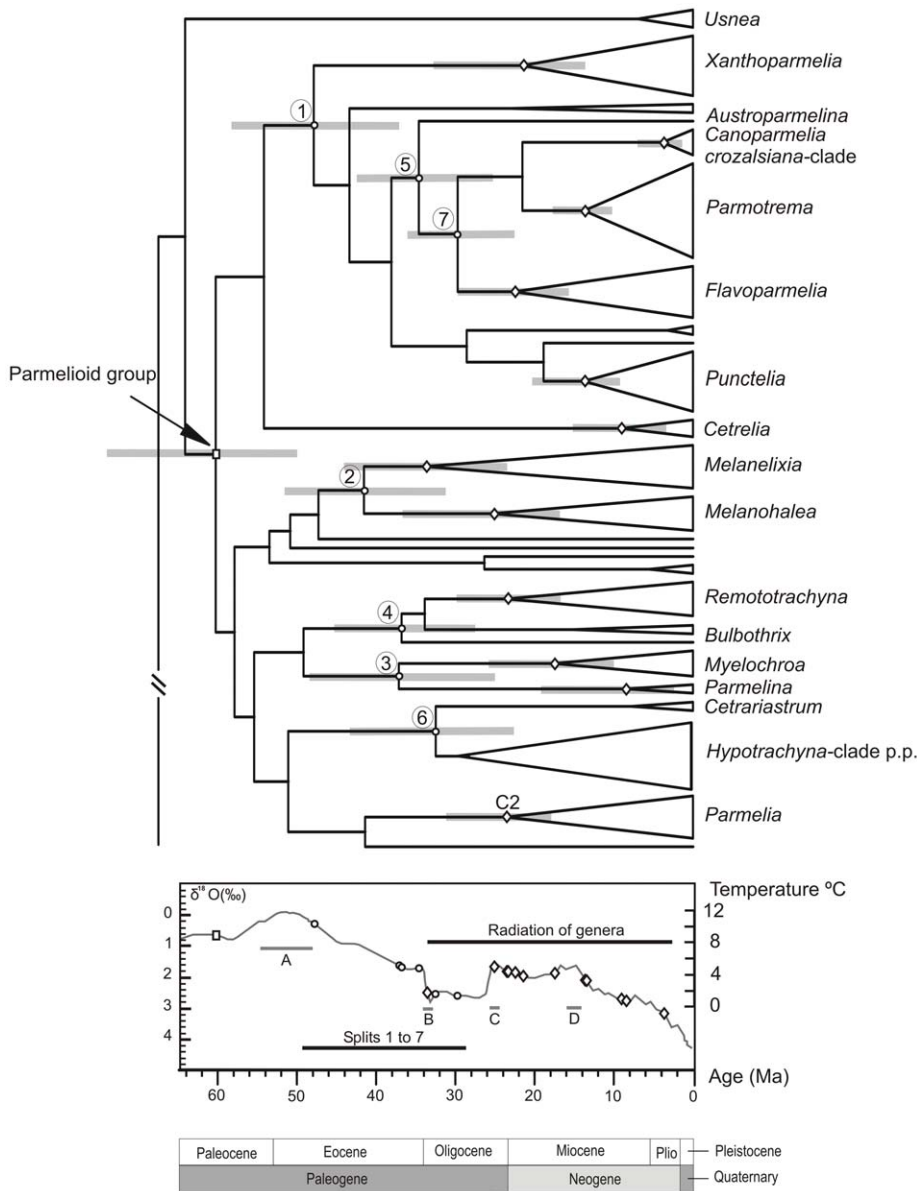 Usnea
Xanthoparmelia
1
Austroparmelina
Canoparmelia
crozalsiana-clade
5
Parmotrema
7
Flavoparmelia
Parmelioid group
Punctelia
Cetrelia
Melanelixia
2
Melanohalea
Remototrachyna
4
Bulbothrix
3
Myelochroa
Parmelina
Cetrariastrum
6
Hypotrachyna-clade p.p.
C2
Parmelia
δ18 O(‰)
Temperature ºC
0
12
Radiation of genera
1
8
A
2
4
3
B
C
D
0
4
Splits 1 to 7
Age (Ma)
60
50
40
30
20
10
0
Paleocene
Eocene
Oligocene
Miocene
Plio
Pleistocene
Paleogene
Neogene
Quaternary